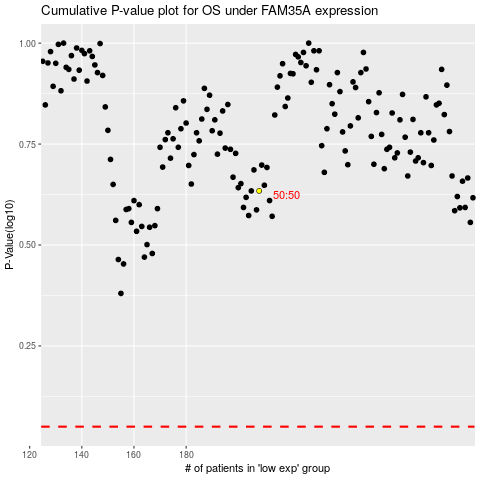 Cumulative P-value plot for OS under FAM35A expression
1.00
0.75
0.50
0.25
P-Value(log10)
50:50
120 140 160 180
# of patients in 'low exp' group